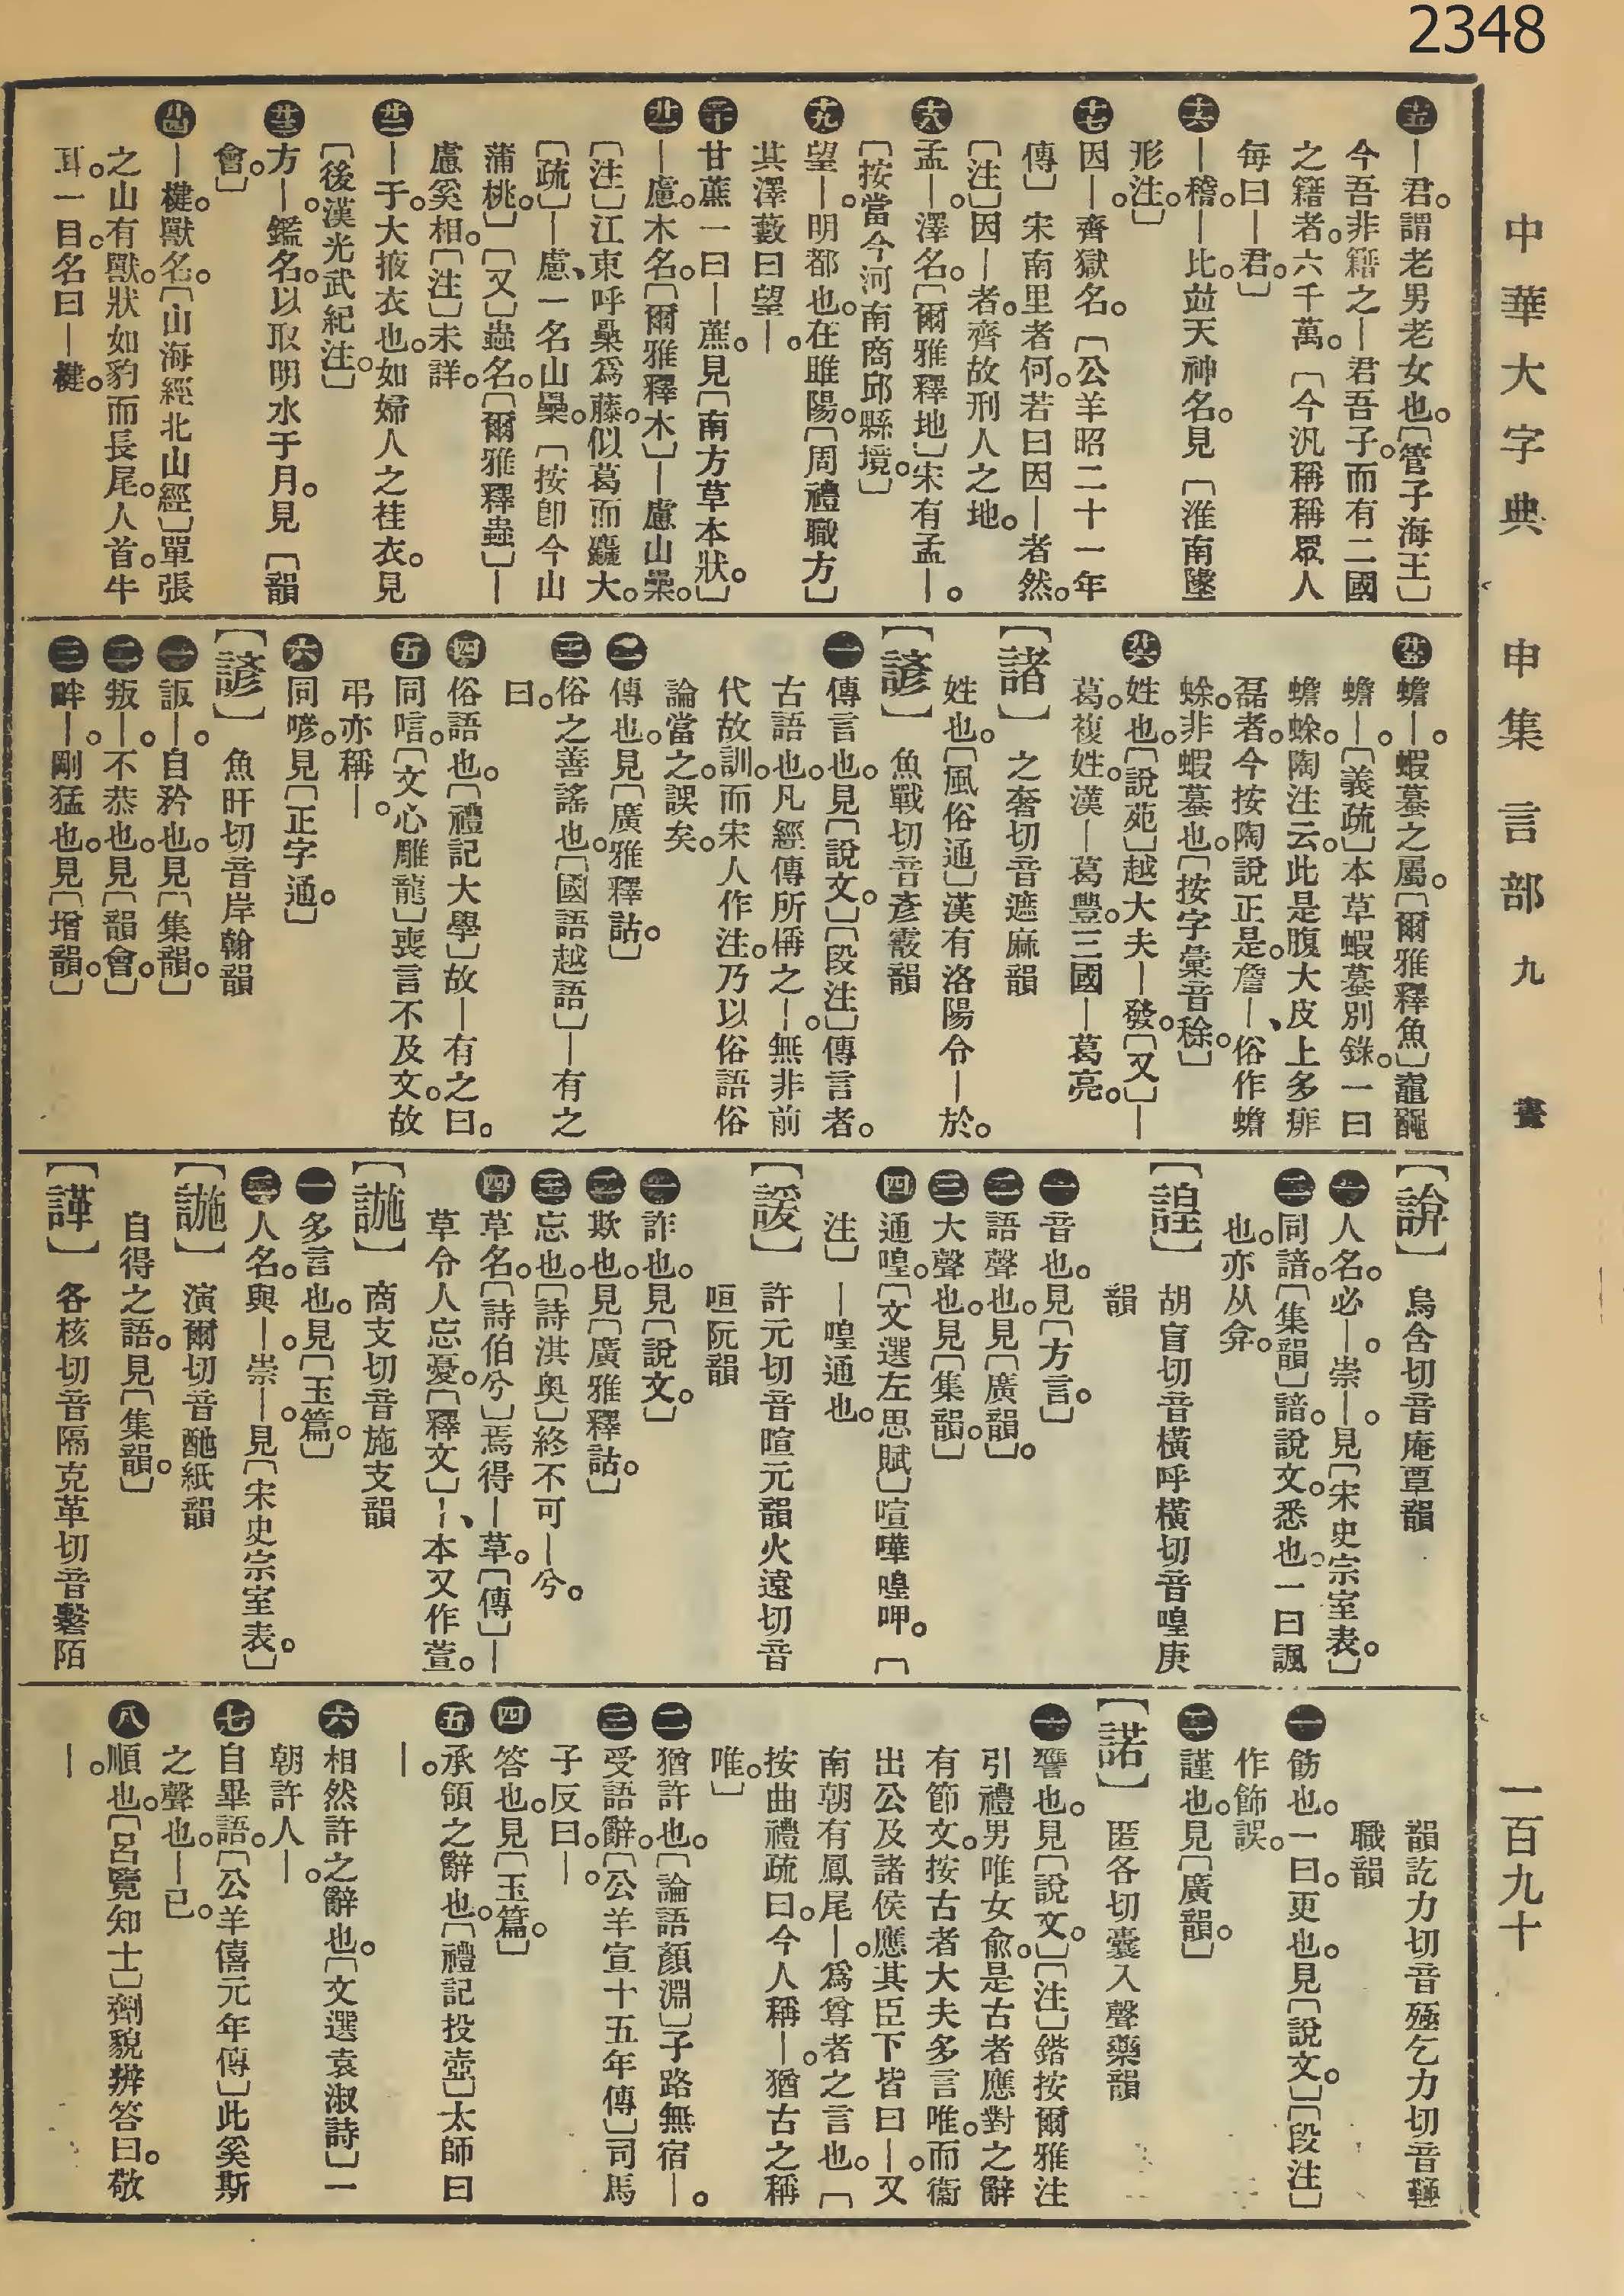 2348
中華大字典　申集　言部　九　畫　一百九十
十五　｜君。謂老男老女也。〔管子海王〕
今吾非籍之｜君吾子。而有二國
之籍者。六千萬。〔今汎稱稱眾人
每曰｜君。〕
十六　｜稽。｜比。並天神名。見〔淮南墜
形注。〕
十七　因｜齊獄名。〔公羊昭二十一年
傳〕宋南里者何。若曰因｜者然。
〔注〕因｜者。齊故刑人之地。
十八　孟｜澤名。〔爾雅釋地〕宋有孟｜。
〔按當今河南商邱縣境。〕
十九　望｜。明都也。在睢陽。〔周禮職方〕
其澤藪曰望｜。
二十　甘蔗一曰｜蔗。見〔南方草本狀。〕
廿一　｜慮。木名。〔爾雅釋木〕｜慮山櫐。
〔注〕江東呼櫐爲藤。似葛而麤大。
〔疏〕｜慮、一名山櫐。〔按卽今山
蒲桃。〕〔又〕蟲名。〔爾雅釋蟲〕｜
慮奚相。〔注〕未詳。
廿二　｜于。大掖衣也。如婦人之袿衣。見
〔後漢光武紀注。〕
廿三　方｜。鑑名。以取明水于月。見〔韻
會。〕
廿四　｜楗。獸名。〔山海經北山經〕單張
之山有獸。狀如豹而長尾。人首。牛
耳。一目。名曰｜楗。
廿五　蟾｜。蝦蟇之屬。〔爾雅釋魚〕鼁𪓰
蟾｜。〔義疏〕本草蝦蟇別錄。一曰
蟾蜍。陶注云。此是腹大皮上多痱
磊者。今按陶說正是。詹｜、俗作蟾
蜍。非蝦蟇也。〔按字彙音稌。〕
廿六　姓也。〔說苑〕越大夫｜發。〔又〕｜
葛。複姓。漢｜葛豐。三國｜葛亮。
〔諸〕　之奢切音遮麻韻
姓也。〔風俗通〕漢有洛陽令｜於。
〔諺〕　魚戰切音彥霰韻
一　傳言也。見〔說文。〕〔段注〕傳言者。
古語也。凡經傳所偁之｜。無非前
代故訓。而宋人作注。乃以俗語俗
論當之。誤矣。
二　傳也。見〔廣雅釋詁。〕
三　俗之善謠也。〔國語越語〕｜有之
曰。
四　俗語也。〔禮記大學〕故｜有之曰。
五　同唁。〔文心雕龍〕喪言不及文。故
弔亦稱｜。
六　同喭。見〔正字通。〕
〔諺〕　魚旰切音岸翰韻
一　詬｜。自矜也。見〔集韻。〕
二　叛｜。不恭也。見〔韻會。〕
三　㕫｜。剛猛也。見〔增韻。〕
〔諳〕　烏含切音庵覃韻
一　人名。必｜。崇｜。見〔宋史宗室表。〕
二　同諳。〔集韻〕諳。說文。悉也。一曰諷
也。亦从弇。
〔諻〕　胡盲切音橫呼橫切音喤庚
韻
一　音也。見〔方言。〕
二　語聲也。見〔廣韻。〕
三　大聲也。見〔集韻。〕
四　通喤。〔文選左思賦〕喧嘩喤呷。〔
注〕｜喤通也。
〔諼〕　許元切音暄元韻火遠切音
咺阮韻
一　詐也。見〔說文。〕
二　欺也。見〔廣雅釋詁。〕
三　忘也。〔詩淇奧〕終不可｜兮。
四　草名。〔詩伯兮〕焉得｜草。〔傳〕｜
草令人忘憂。〔釋文〕｜、本又作萱。
〔䛳〕　商支切音施支韻
一　多言也。見〔玉篇。〕
二　人名。與｜。崇｜。見〔宋史宗室表。〕
〔䛳〕　演爾切音酏紙韻
自得之語。見〔集韻。〕
〔諽〕　各核切音隔克革切音礊陌
韻訖力切音殛乞力切音䩯
職韻
一　飭也。一曰。更也。見〔說文。〕〔段注〕
作飾誤。
二　謹也。見〔廣韻。〕
〔諾〕　匿各切囊入聲藥韻
一　譍也。見〔說文。〕〔注〕鍇按爾雅注
引禮。男唯女俞。是古者應對之辭
有節文。按古者大夫多言唯。而衞
出公及諸侯應其臣下皆曰｜。又
南朝有鳳尾｜。爲尊者之言也。〔
按曲禮疏曰。今人稱｜。猶古之稱
唯。〕
二　猶許也。〔論語顏淵〕子路無宿｜。
三　受語辭。〔公羊宣十五年傳〕司馬
子反曰。｜。
四　答也。見〔玉篇。〕
五　承領之辭也。〔禮記投壺〕太師曰
｜。
六　相然許之辭也。〔文選袁淑詩〕一
朝許人｜。
七　自畢語。〔公羊僖元年傳〕此奚斯
之聲也。｜。已。
八　順也。〔呂覽知士〕劑貌辨答曰。敬
｜。